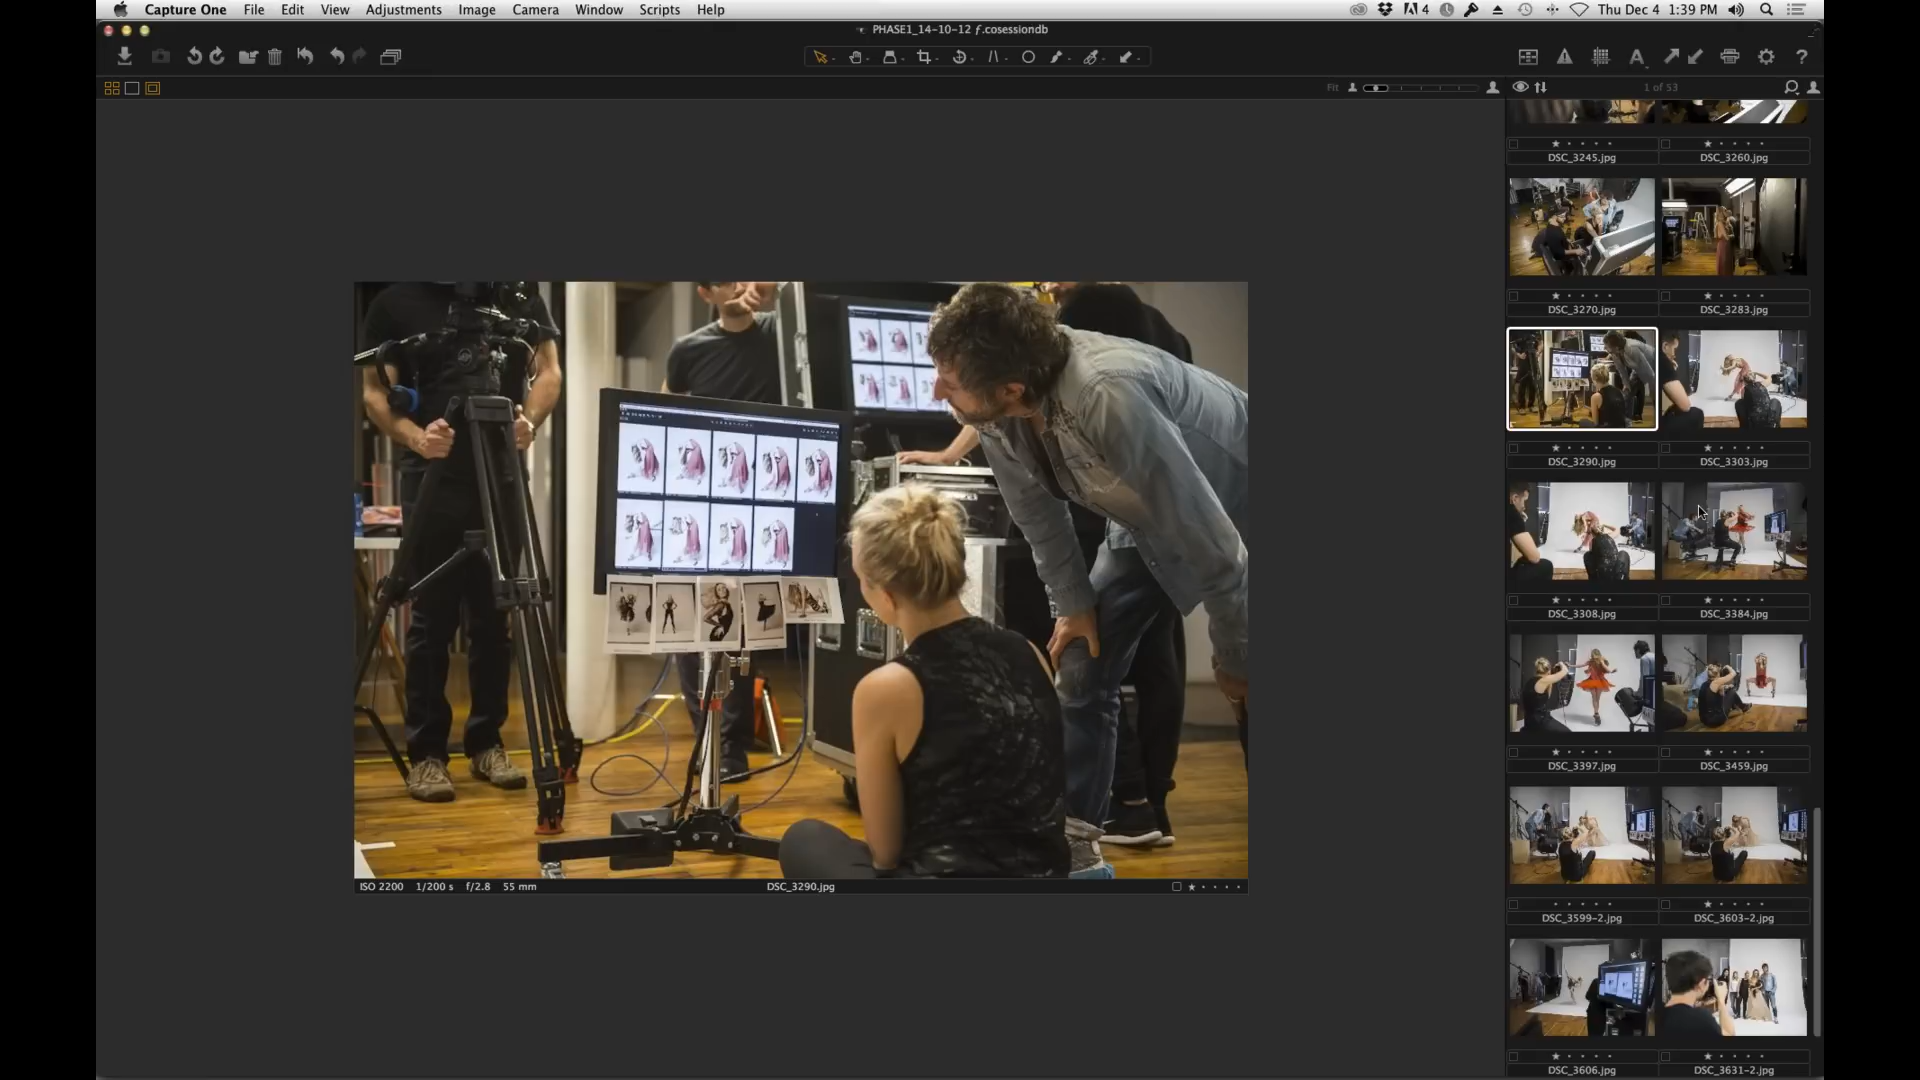 Capture One File Edit View Adjustments Image Camera Window Scripts Help 4 Thu Dec 4 1:39 PM
PHASE1_14-10-12 f.cosessiondb
Fit 1 of 53
DSC_3245.jpg DSC_3260.jpg
DSC_3270.jpg DSC_3283.jpg
DSC_3290.jpg DSC_3303.jpg
DSC_3308.jpg DSC_3384.jpg
DSC_3397.jpg DSC_3459.jpg
ISO 2200 1/200 s f/2.8 55 mm DSC_3290.jpg
DSC_3599-2.jpg DSC_3603-2.jpg
DSC_3606.jpg DSC_3631-2.jpg